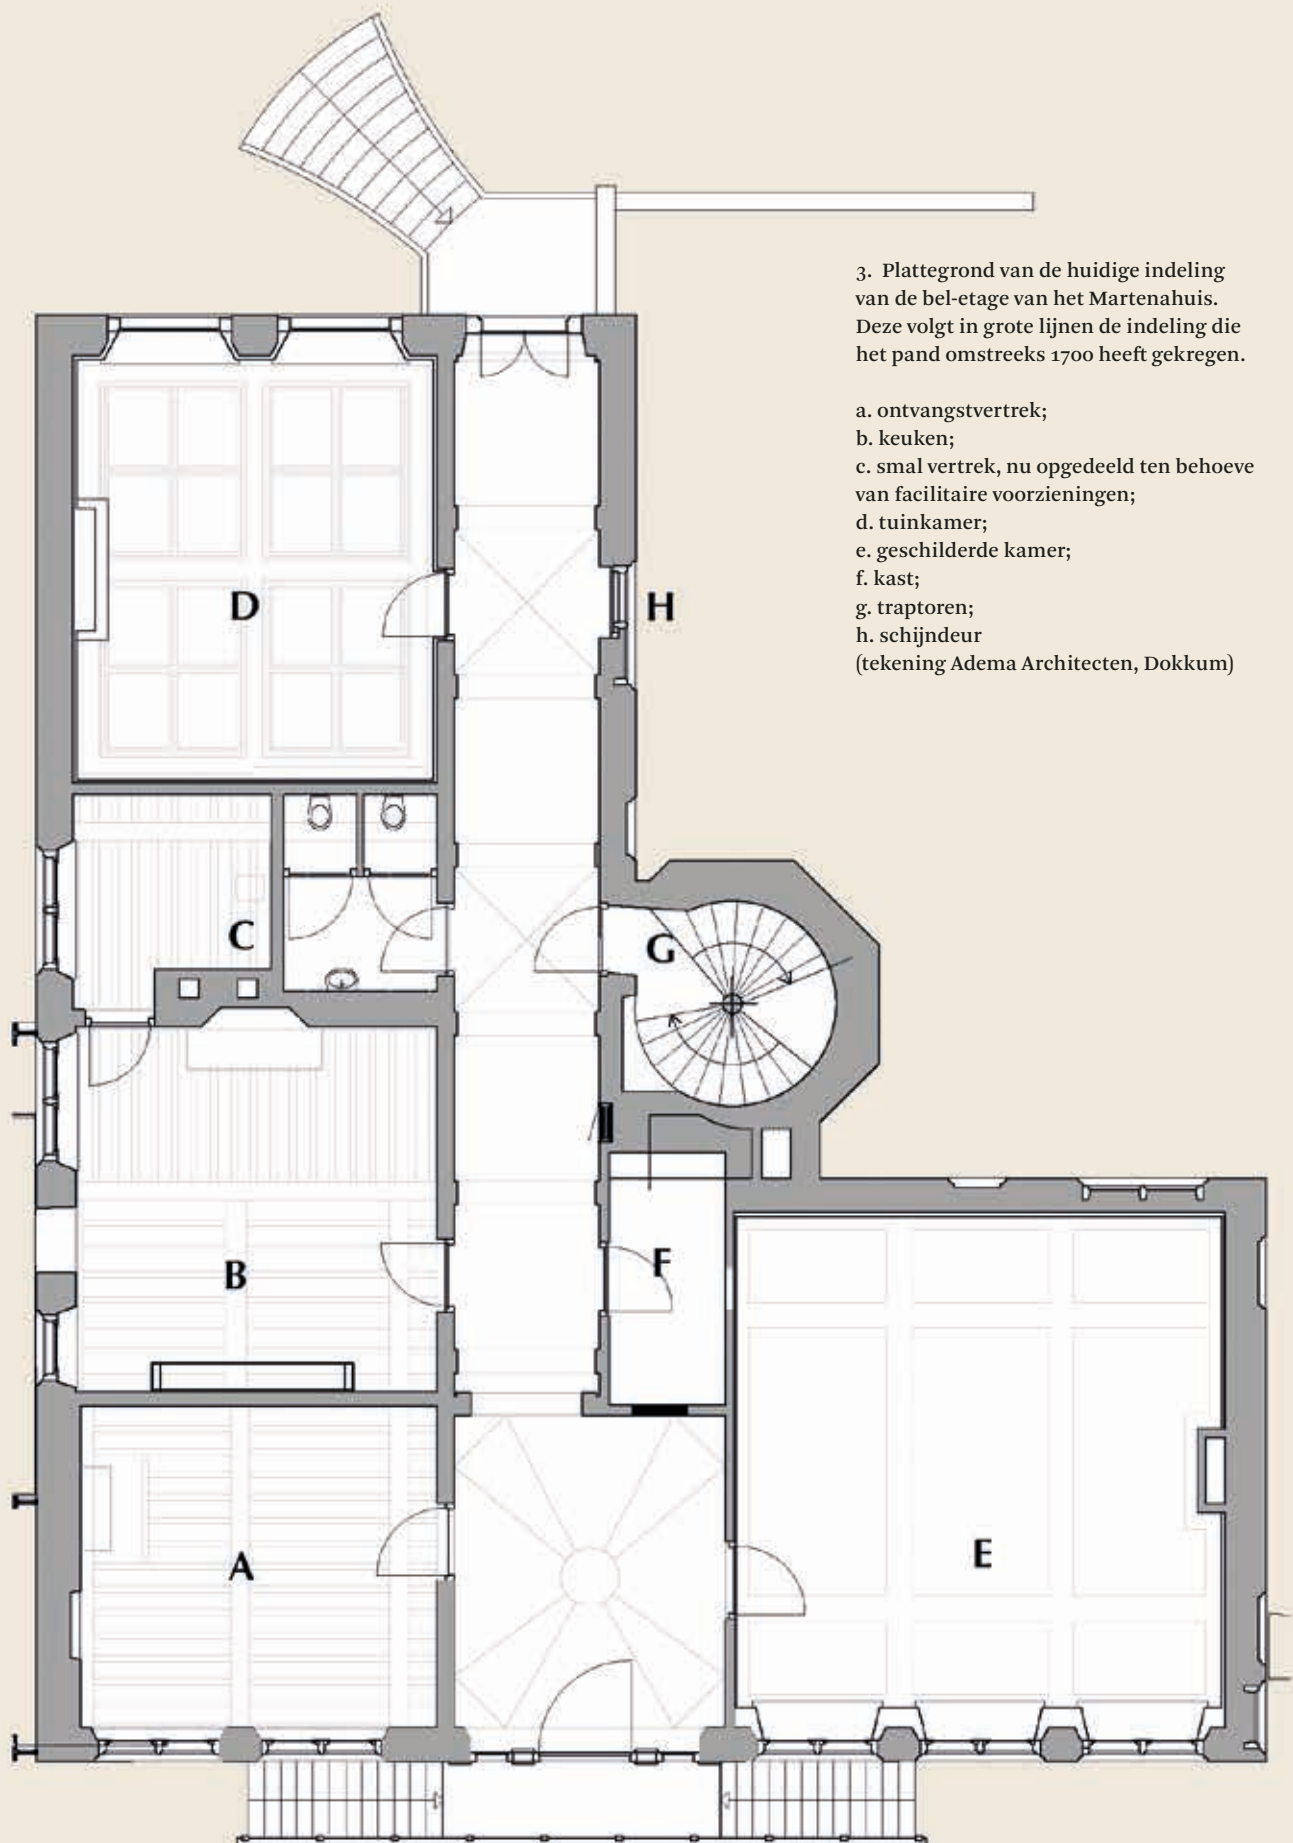 3. Plattegrond van de huidige indeling
van de bel-etage van het Martenahuis.
Deze volgt in grote lijnen de indeling die
het pand omstreeks 1700 heeft gekregen.
a. ontvangstvertrek;
b. keuken;
c. smal vertrek, nu opgedeeld ten behoeve
van facilitaire voorzieningen;
d. tuinkamer;
e. geschilderde kamer;
f. kast;
g. traptoren;
h. schijndeur
(tekening Adema Architecten, Dokkum)
D
H
C
G
B
F
A
E